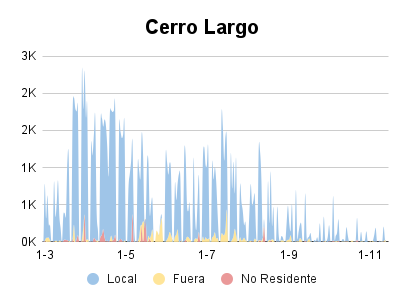 Cerro Largo
3K
2K
2K
1K
1K
0K
1-3
1-5
1-7
1-9
1-11
Local
Fuera
No Residente